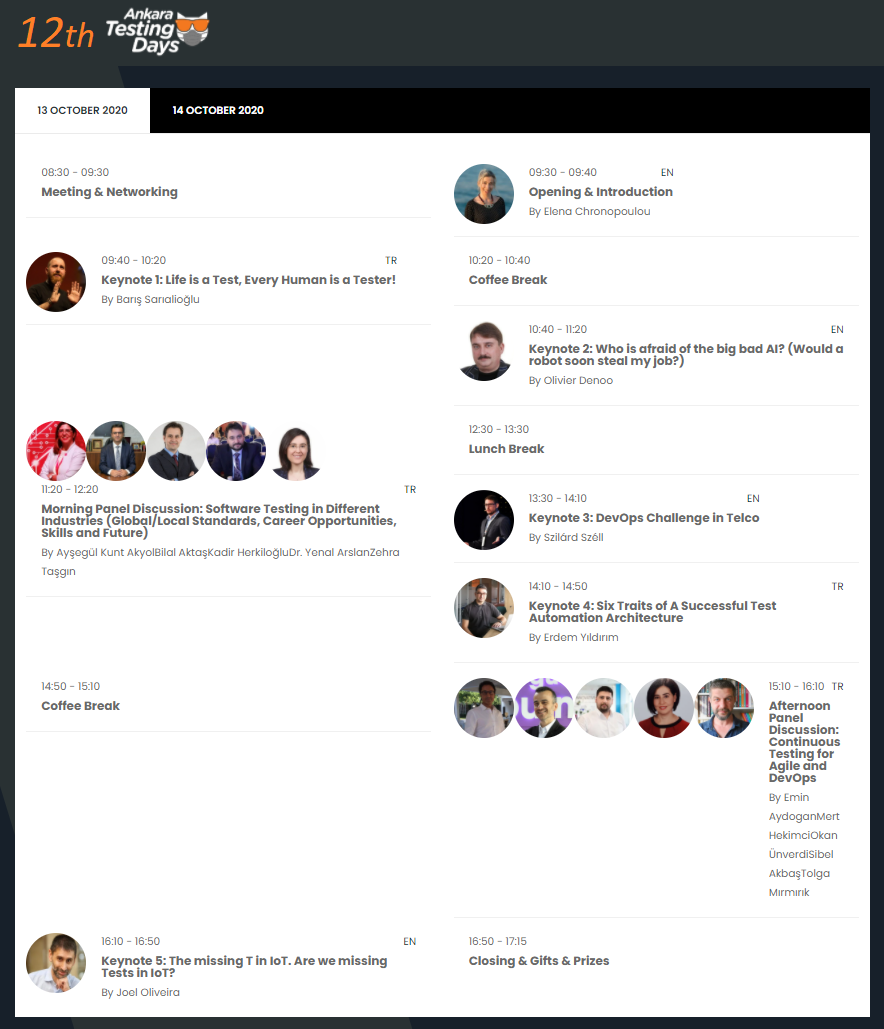 12th
Ankara
Testing
Days
13 OCTOBER 2020
14 OCTOBER 2020
08:30 - 09:30
Meeting & Networking
09:30 - 09:40 EN
Opening & Introduction
By Elena Chronopoulou
09:40 - 10:20 TR
Keynote 1: Life is a Test, Every Human is a Tester!
By Barış Sarıalioğlu
10:20 - 10:40
Coffee Break
10:40 - 11:20 EN
Keynote 2: Who is afraid of the big bad AI? (Would a
robot soon steal my job?)
By Olivier Denoo
11:20 - 12:20 TR
Morning Panel Discussion: Software Testing in Different
Industries (Global/Local Standards, Career Opportunities,
Skills and Future)
By Ayşegül Kunt AkyolBilal AktaşKadir HerkiloğluDr. Yenal ArslanZehra
Taşgın
12:30 - 13:30
Lunch Break
13:30 - 14:10 EN
Keynote 3: DevOps Challenge in Telco
By Szilárd Széll
14:10 - 14:50 TR
Keynote 4: Six Traits of A Successful Test
Automation Architecture
By Erdem Yıldırım
14:50 - 15:10
Coffee Break
15:10 - 16:10 TR
Afternoon
Panel
Discussion:
Continuous
Testing for
Agile and
DevOps
By Emin
AydoganMert
HekimciOkan
ÜnverdiSibel
AkbaşTolga
Mırmırık
16:10 - 16:50 EN
Keynote 5: The missing T in IoT. Are we missing
Tests in IoT?
By Joel Oliveira
16:50 - 17:15
Closing & Gifts & Prizes